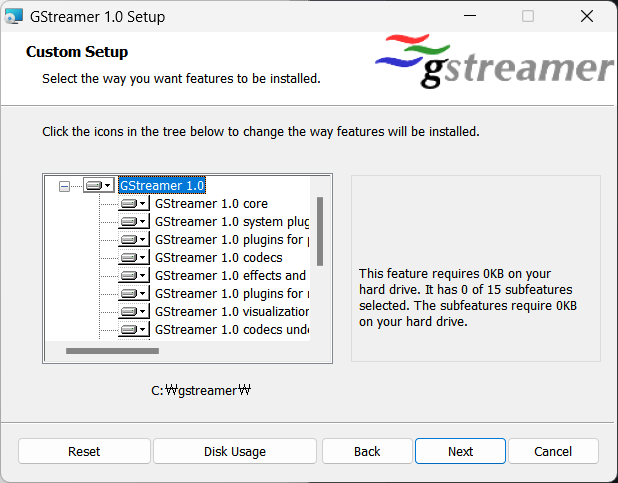 GStreamer 1.0 Setup
Custom Setup
Select the way you want features to be installed.
gstreamer
Click the icons in the tree below to change the way features will be installed.
GStreamer 1.0
GStreamer 1.0 core
GStreamer 1.0 system plug
GStreamer 1.0 plugins for p
GStreamer 1.0 codecs
GStreamer 1.0 effects and
GStreamer 1.0 plugins for n
GStreamer 1.0 visualization
GStreamer 1.0 codecs unde
This feature requires 0KB on your
hard drive. It has 0 of 15 subfeatures
selected. The subfeatures require 0KB
on your hard drive.
C:₩gstreamer₩
Reset
Disk Usage
Back
Next
Cancel